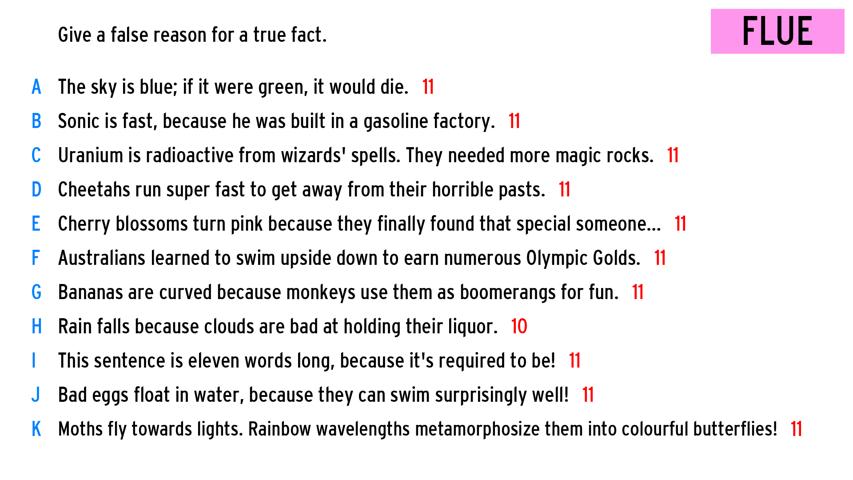 Give a false reason for a true fact.
FLUE
A The sky is blue; if it were green, it would die. 11
B Sonic is fast, because he was built in a gasoline factory. 11
C Uranium is radioactive from wizards' spells. They needed more magic rocks. 11
D Cheetahs run super fast to get away from their horrible pasts. 11
E Cherry blossoms turn pink because they finally found that special someone... 11
F Australians learned to swim upside down to earn numerous Olympic Golds. 11
G Bananas are curved because monkeys use them as boomerangs for fun. 11
H Rain falls because clouds are bad at holding their liquor. 10
I This sentence is eleven words long, because it's required to be! 11
J Bad eggs float in water, because they can swim surprisingly well! 11
K Moths fly towards lights. Rainbow wavelengths metamorphosize them into colourful butterflies! 11